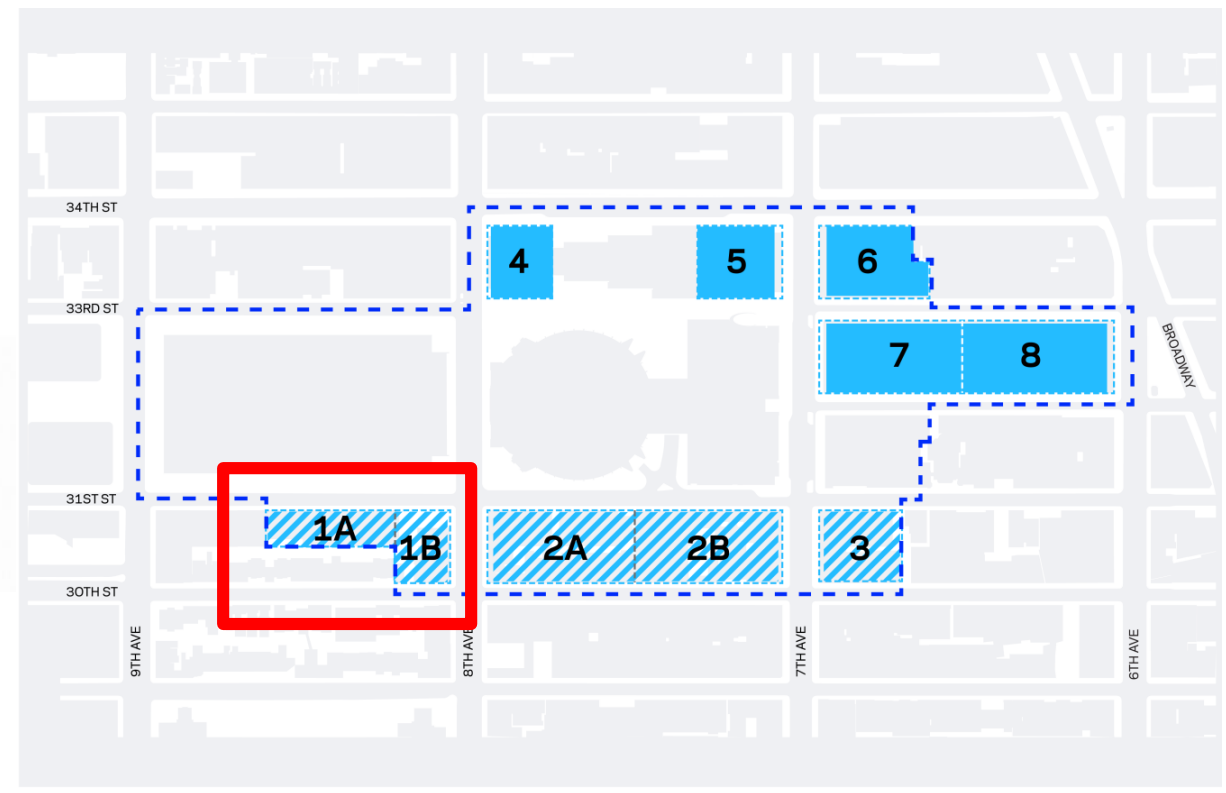 34TH ST
4
5
6
33RD ST
BROADWAY
7
8
31ST ST
1A
1B
2A
2B
3
30TH ST
9TH AVE
8TH AVE
7TH AVE
6TH AVE